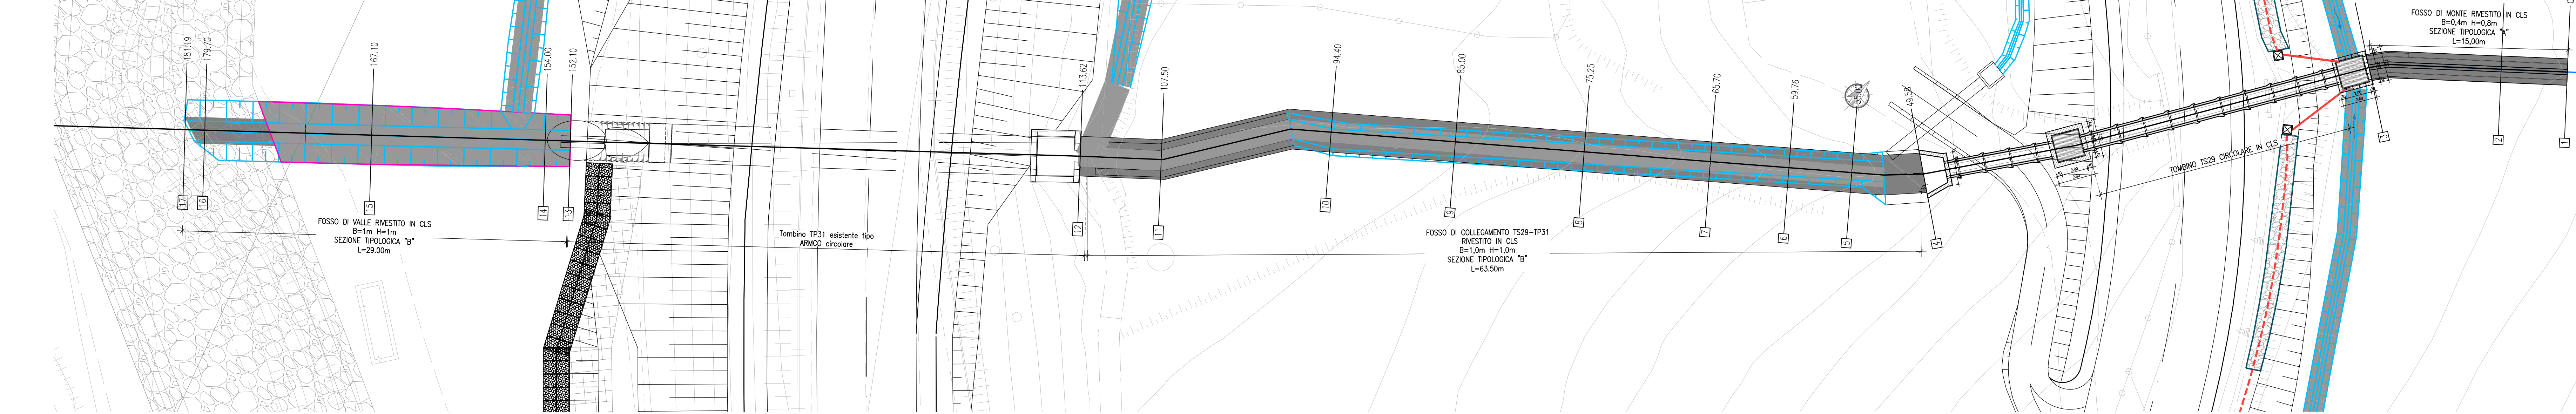 181.19
179.70
167.10
154.00
152.10
113.62
107.50
94.40
85.00
75.25
65.70
59.76
55.00
FOSSO DI MONTE RIVESTITO IN CLS
B=0,4m H=0,8m
SEZIONE TIPOLOGICA "A"
L=15,00m
17
16
15
14
13
FOSSO DI VALLE RIVESTITO IN CLS
B=1m H=1m
SEZIONE TIPOLOGICA "B"
L=29.00m
Tombino TP31 esistente tipo
ARMCO circolare
12
11
10
9
8
7
6
5
4
3
2
1
FOSSO DI COLLEGAMENTO TS29-TP31
RIVESTITO IN CLS
B=1,0m H=1,0m
SEZIONE TIPOLOGICA "B"
L=63.50m
TOMBINO TS29 CIRCOLARE IN CLS